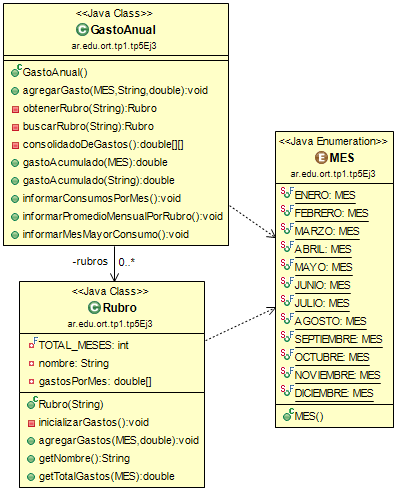 <<Java Class>>
GastoAnual
ar.edu.ort.tp1.tp5Ej3
GastoAnual()
agregarGasto(MES,String,double):void
obtenerRubro(String):Rubro
buscarRubro(String):Rubro
consolidadoDeGastos():double[][]
gastoAcumulado(MES):double
gastoAcumulado(String):double
informarConsumosPorMes():void
informarPromedioMensualPorRubro():void
informarMesMayorConsumo():void
-rubros
0..*
<<Java Class>>
Rubro
ar.edu.ort.tp1.tp5Ej3
TOTAL_MESES: int
nombre: String
gastosPorMes: double[]
Rubro(String)
inicializarGastos():void
agregarGastos(MES,double):void
getNombre():String
getTotalGastos(MES):double
<<Java Enumeration>>
MES
ar.edu.ort.tp1.tp5Ej3
ENERO: MES
FEBRERO: MES
MARZO: MES
ABRIL: MES
MAYO: MES
JUNIO: MES
JULIO: MES
AGOSTO: MES
SEPTIEMBRE: MES
OCTUBRE: MES
NOVIEMBRE: MES
DICIEMBRE: MES
MES()